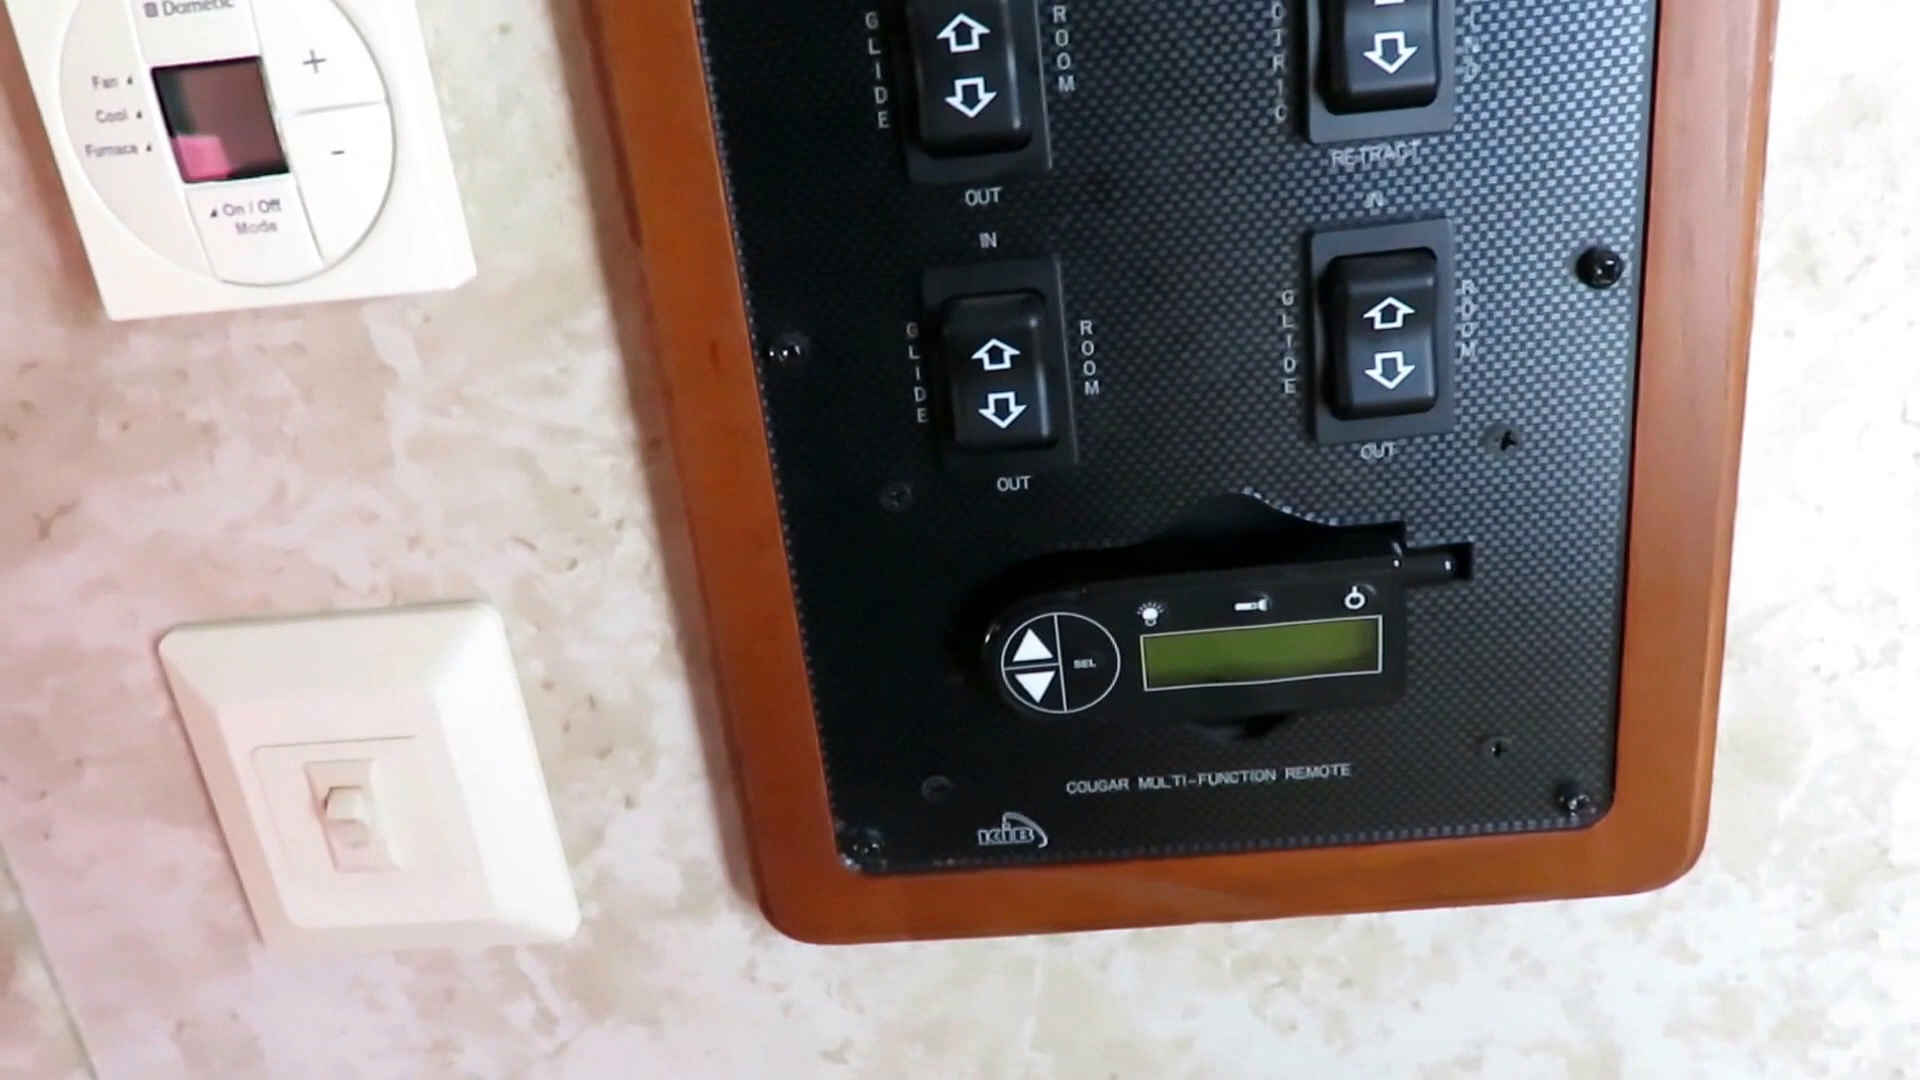 Dometic
+
Fan
Cool
Furnace
-
On / Off
Mode
GLIDE
ROOM
OUT
IN
GLIDE
ROOM
OUT
RETRACT
IN
GLIDE
ROOM
OUT
SEL
COUGAR MULTI-FUNCTION REMOTE
KIB